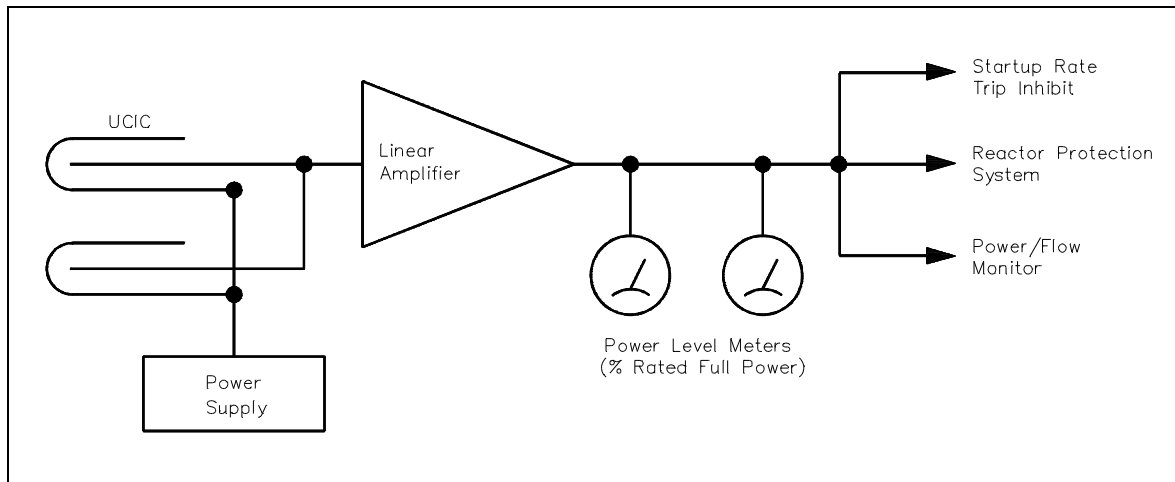 UCIC
Linear
Amplifier
Startup Rate
Trip Inhibit
Reactor Protection
System
Power/Flow
Monitor
Power Level Meters
(% Rated Full Power)
Power
Supply